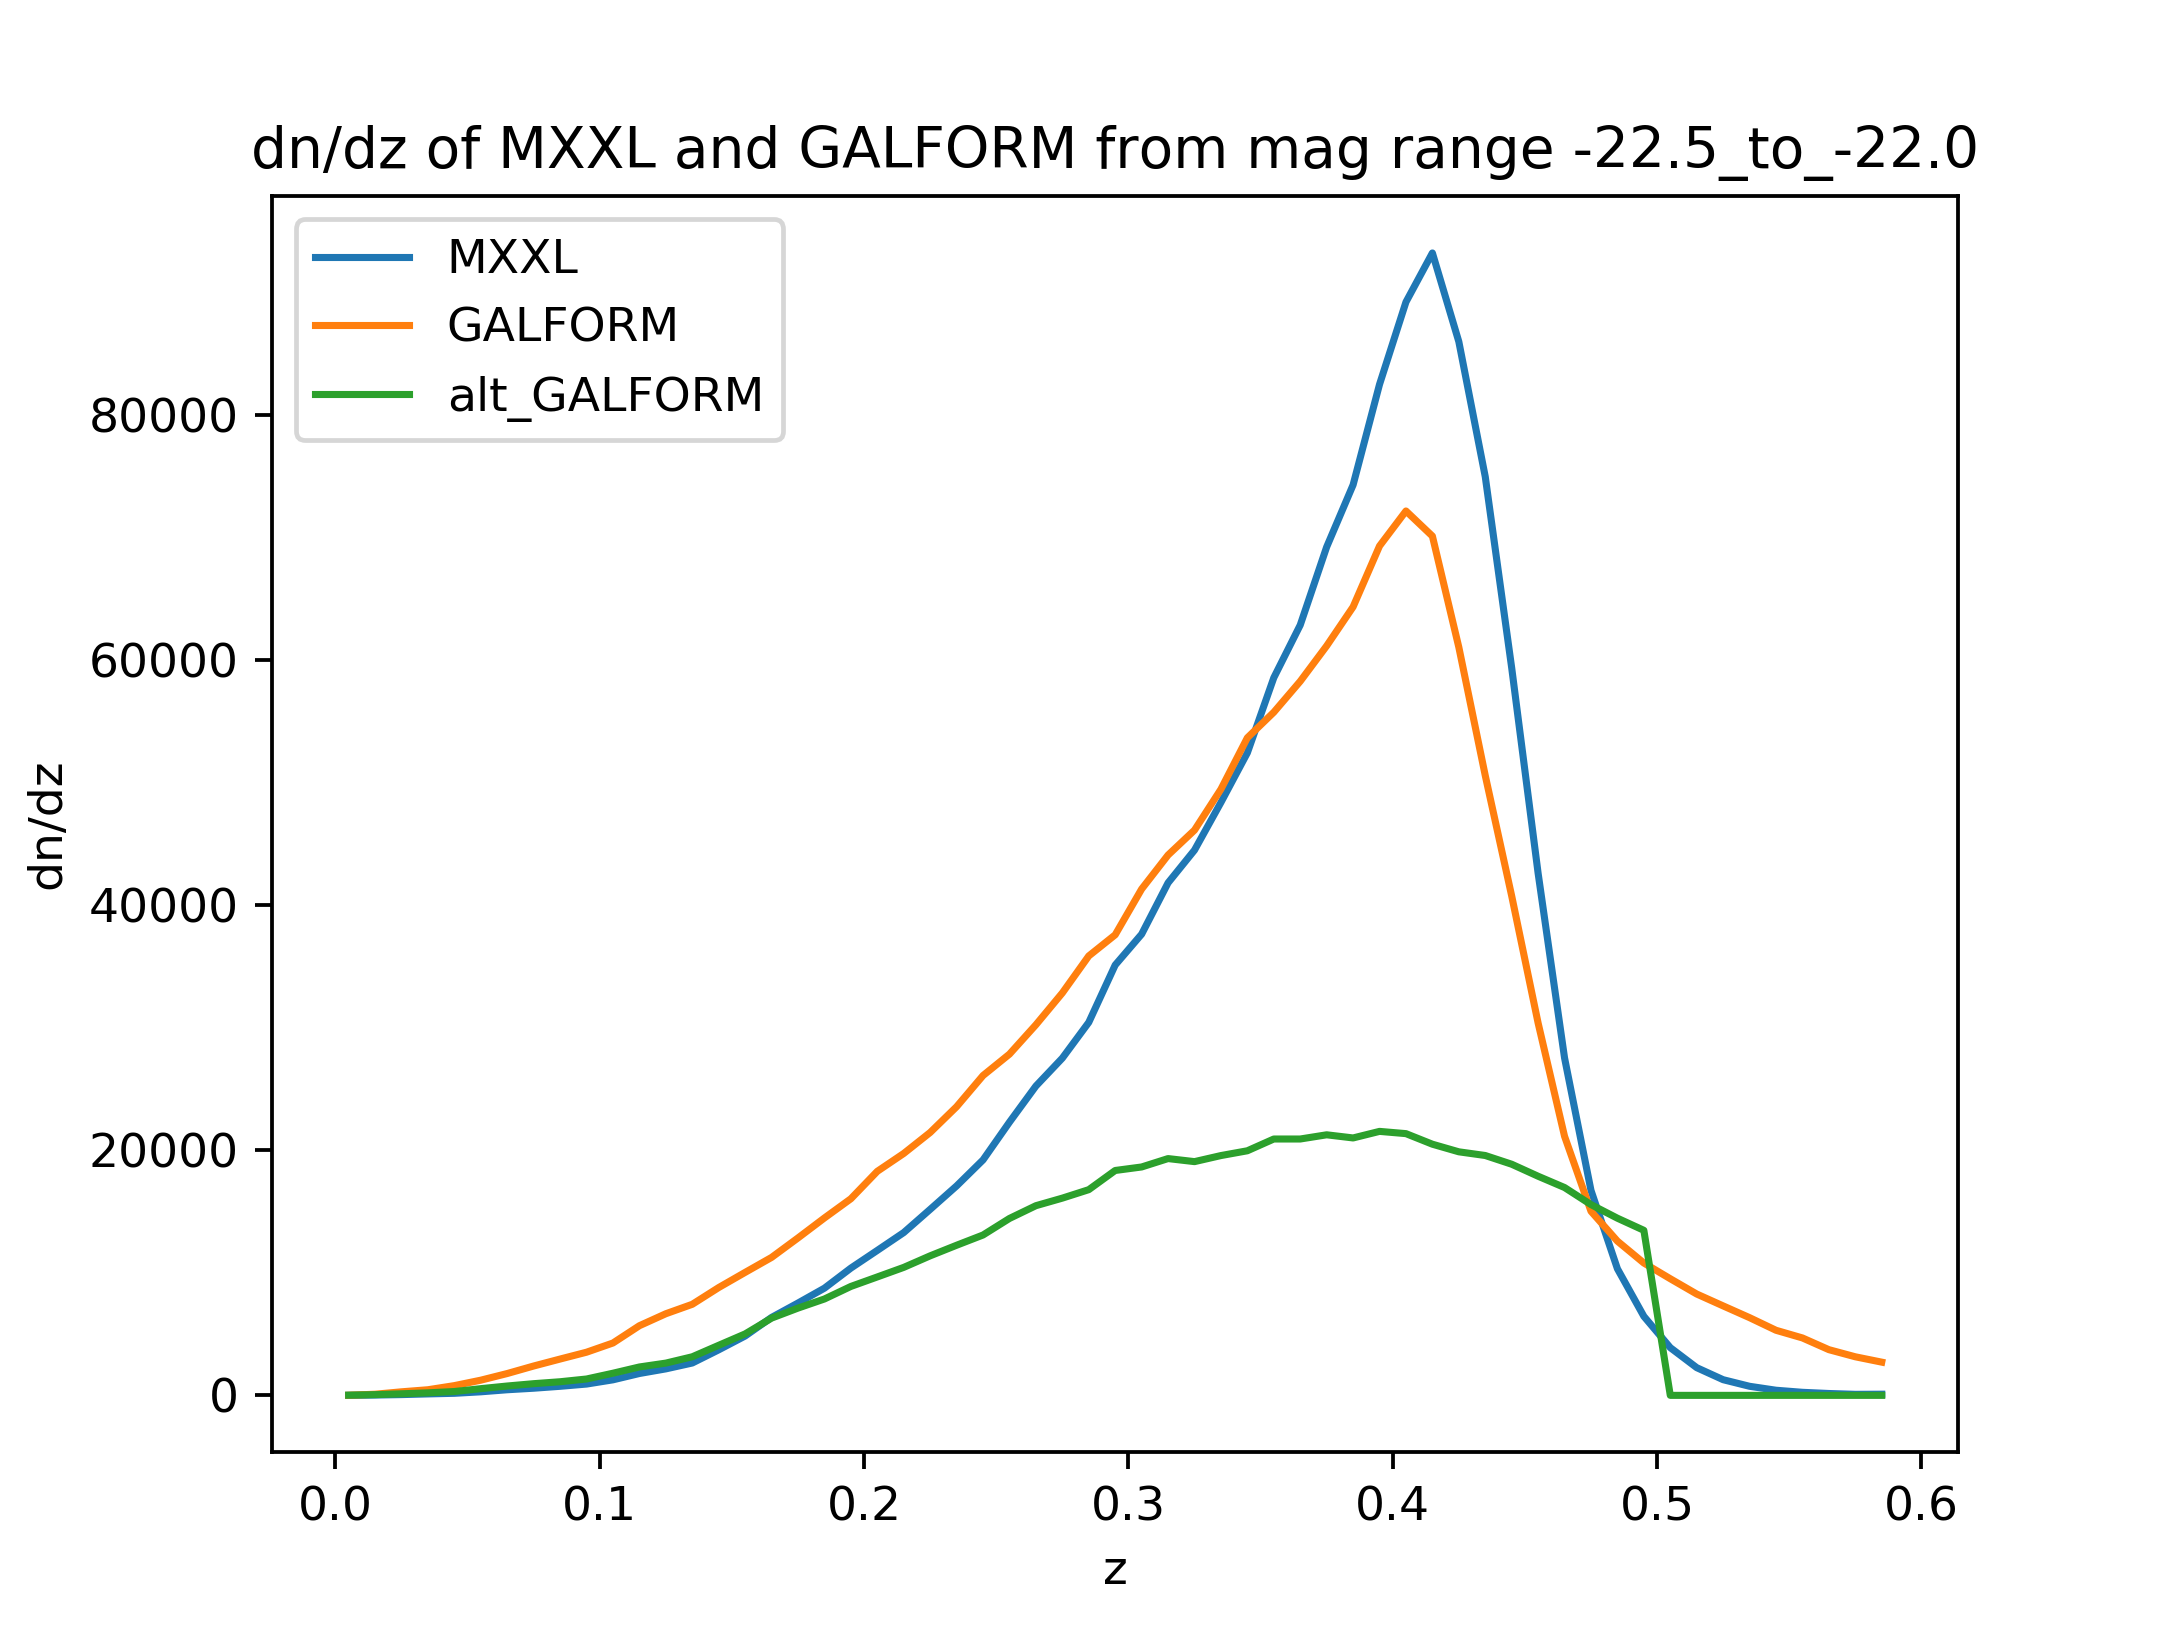 dn/dz of MXXL and GALFORM from mag range -22.5_to_-22.0
MXXL
GALFORM
alt_GALFORM
80000
60000
40000
20000
0
dn/dz
0.0 0.1 0.2 0.3 0.4 0.5 0.6
z